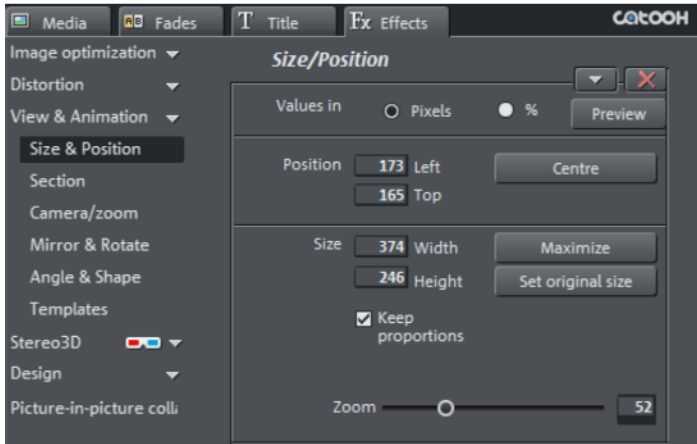 Media
AB Fades
T Title
Fx Effects
catooh
Image optimization
Distortion
View & Animation
Size & Position
Section
Camera/zoom
Mirror & Rotate
Angle & Shape
Templates
Stereo3D
Design
Picture-in-picture coll
Size/Position
Values in Pixels %
Preview
Position 173 Left
Centre
165 Top
Size 374 Width
Maximize
246 Height
Set original size
Keep
proportions
Zoom 52